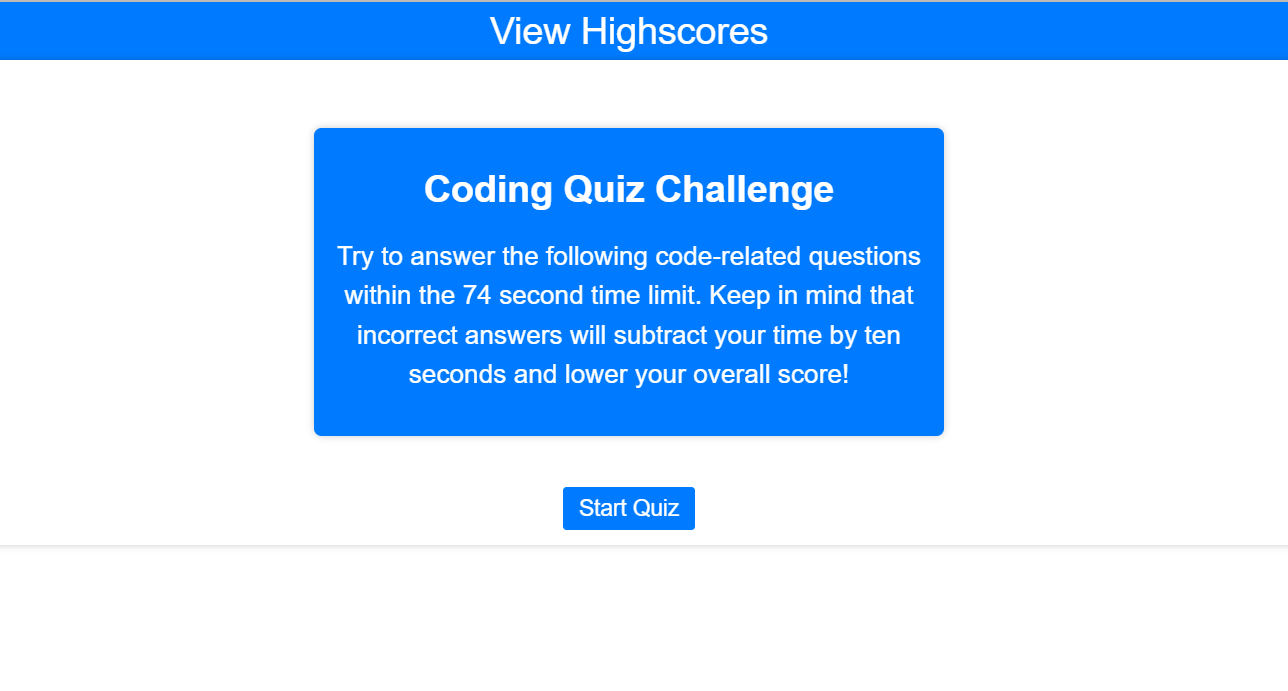 View Highscores
Coding Quiz Challenge
Try to answer the following code-related questions
within the 74 second time limit. Keep in mind that
incorrect answers will subtract your time by ten
seconds and lower your overall score!
Start Quiz